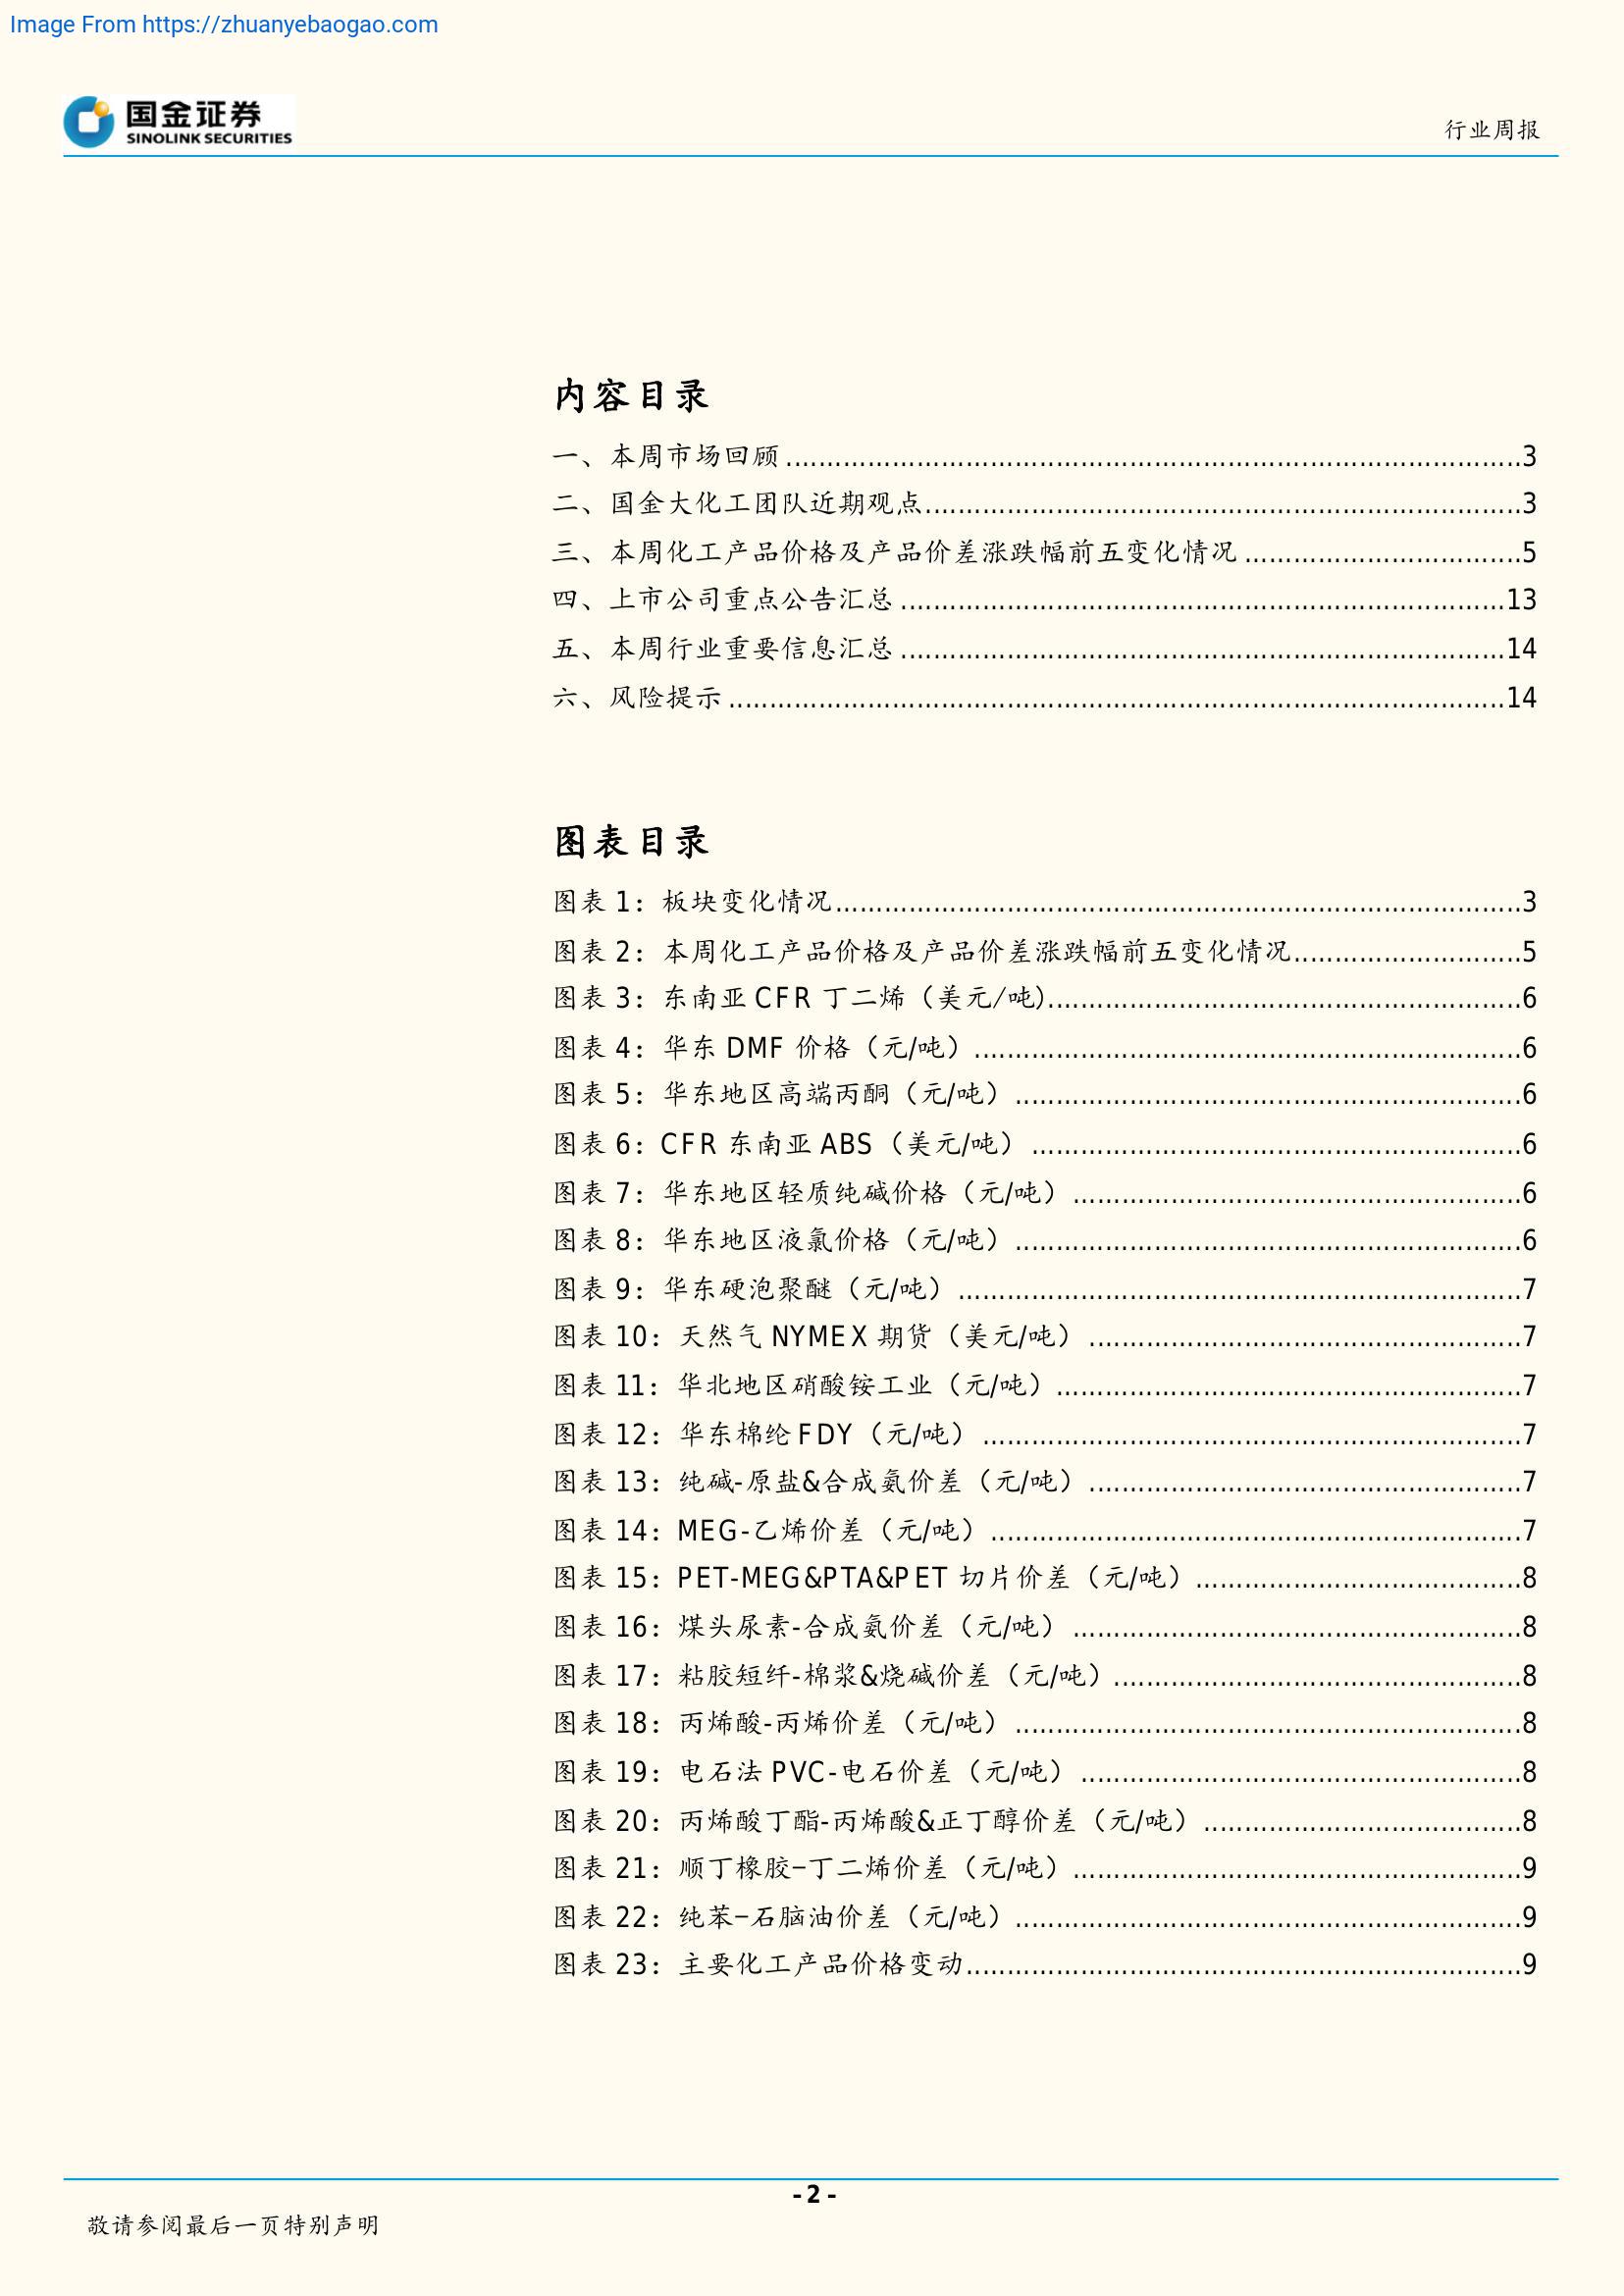 Image From https://zhuanyebaogao.com
国金证券
SINOLINK SECURITIES
行业周报
内容目录
一、本周市场回顾 ........ 3
二、国金大化工团队近期观点 ........ 3
三、本周化工产品价格及产品价差涨跌幅前五变化情况 ........ 5
四、上市公司重点公告汇总 ........ 13
五、本周行业重要信息汇总 ........ 14
六、风险提示 ........ 14
图表目录
图表 1：板块变化情况 ........ 3
图表 2：本周化工产品价格及产品价差涨跌幅前五变化情况 ........ 5
图表 3：东南亚 CFR 丁二烯（美元/吨) ........ 6
图表 4：华东 DMF 价格（元/吨） ........ 6
图表 5：华东地区高端丙酮（元/吨） ........ 6
图表 6：CFR 东南亚 ABS（美元/吨） ........ 6
图表 7：华东地区轻质纯碱价格（元/吨） ........ 6
图表 8：华东地区液氯价格（元/吨） ........ 6
图表 9：华东硬泡聚醚（元/吨） ........ 7
图表 10：天然气 NYMEX 期货（美元/吨） ........ 7
图表 11：华北地区硝酸铵工业（元/吨） ........ 7
图表 12：华东棉纶 FDY（元/吨） ........ 7
图表 13：纯碱-原盐&合成氨价差（元/吨） ........ 7
图表 14：MEG-乙烯价差（元/吨） ........ 7
图表 15：PET-MEG&PTA&PET 切片价差（元/吨） ........ 8
图表 16：煤头尿素-合成氨价差（元/吨） ........ 8
图表 17：粘胶短纤-棉浆&烧碱价差（元/吨） ........ 8
图表 18：丙烯酸-丙烯价差（元/吨） ........ 8
图表 19：电石法 PVC-电石价差（元/吨） ........ 8
图表 20：丙烯酸丁酯-丙烯酸&正丁醇价差（元/吨） ........ 8
图表 21：顺丁橡胶–丁二烯价差（元/吨） ........ 9
图表 22：纯苯–石脑油价差（元/吨） ........ 9
图表 23：主要化工产品价格变动 ........ 9
- 2 -
敬请参阅最后一页特别声明